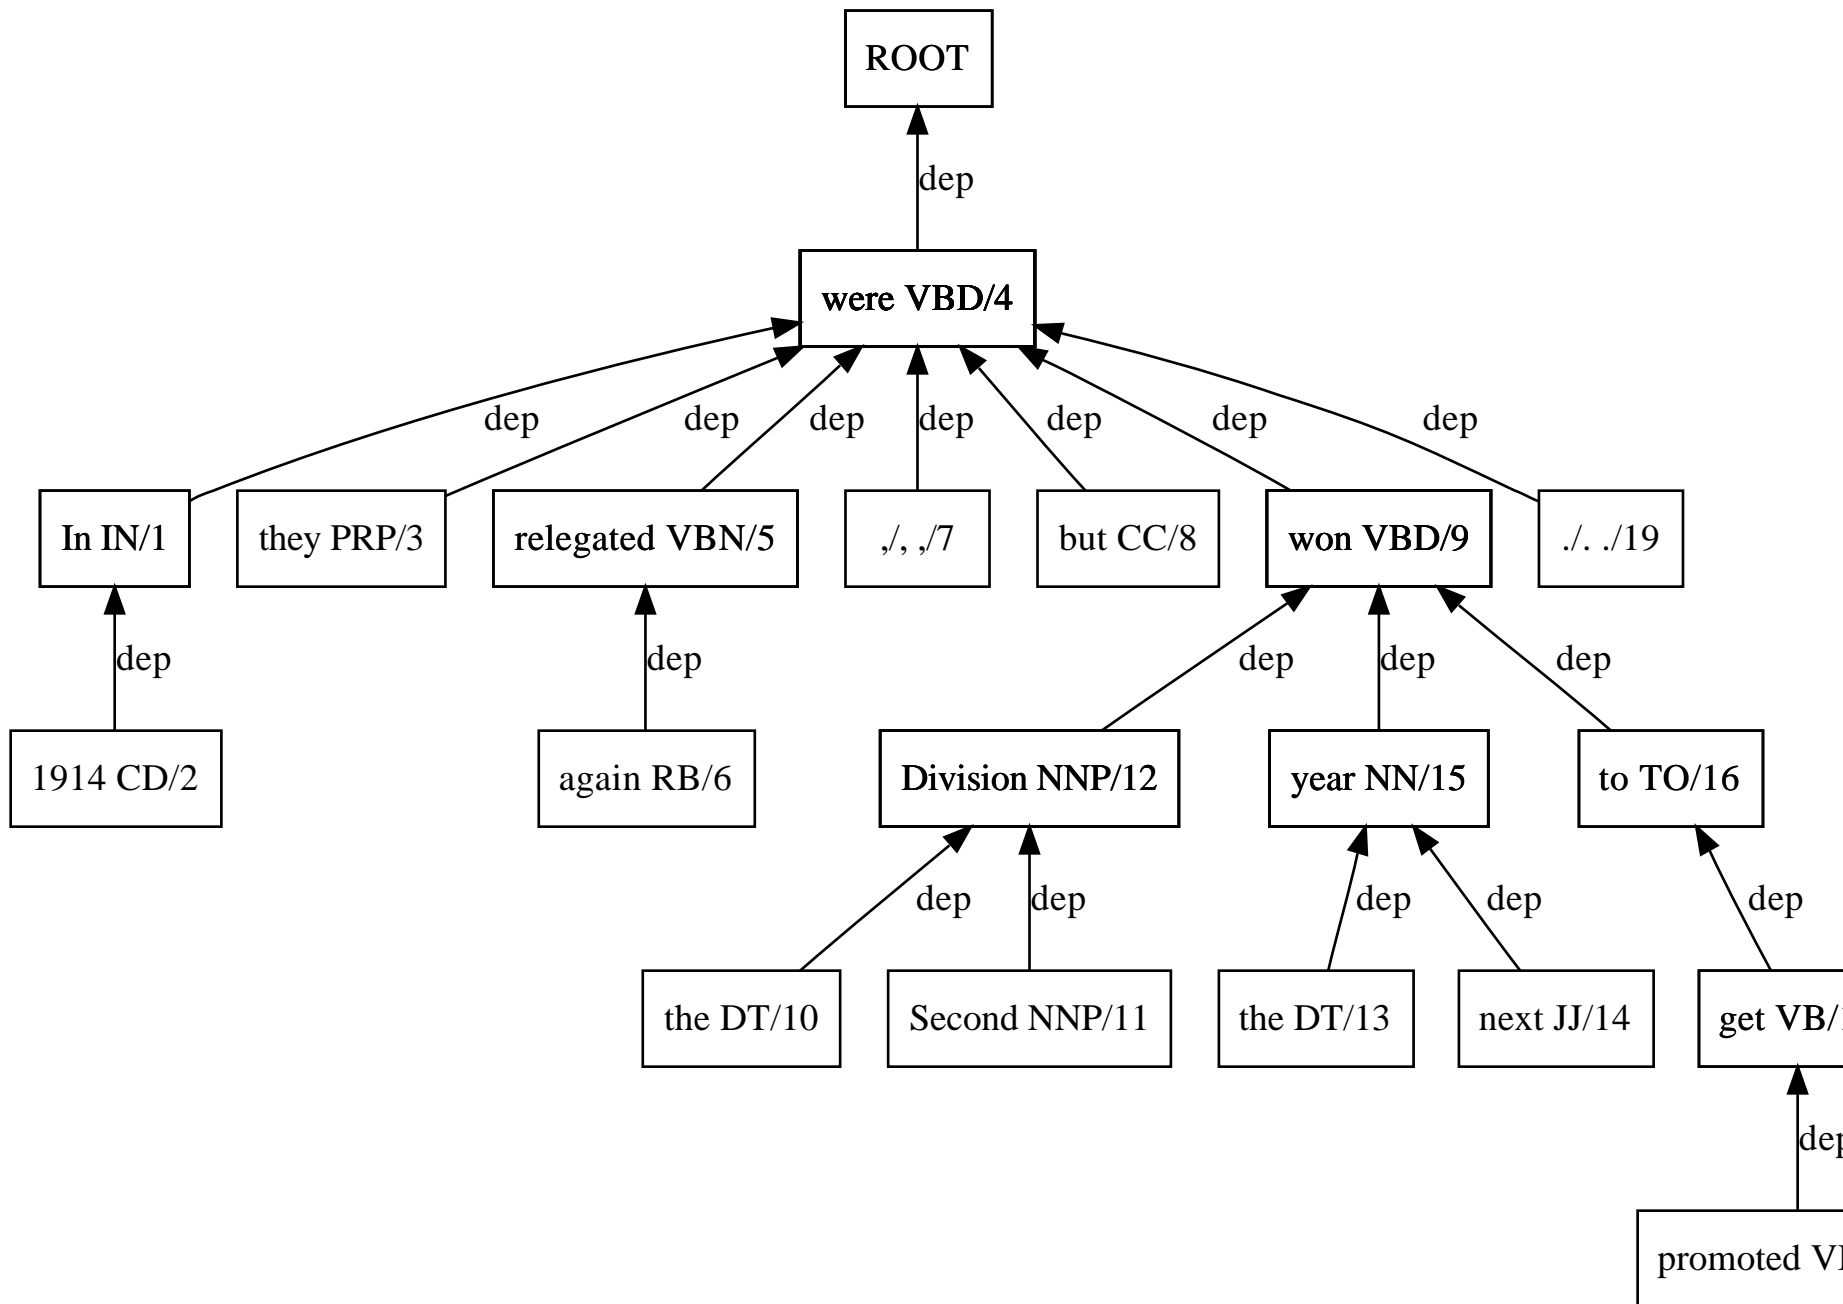 ROOT
dep
were VBD/4
dep dep dep dep dep dep dep
In IN/1 they PRP/3 relegated VBN/5 ,/, ,/7 but CC/8 won VBD/9 ./. ./19
dep dep dep dep dep
1914 CD/2 again RB/6 Division NNP/12 year NN/15 to TO/16
dep dep dep dep dep
the DT/10 Second NNP/11 the DT/13 next JJ/14 get
dep
promoted